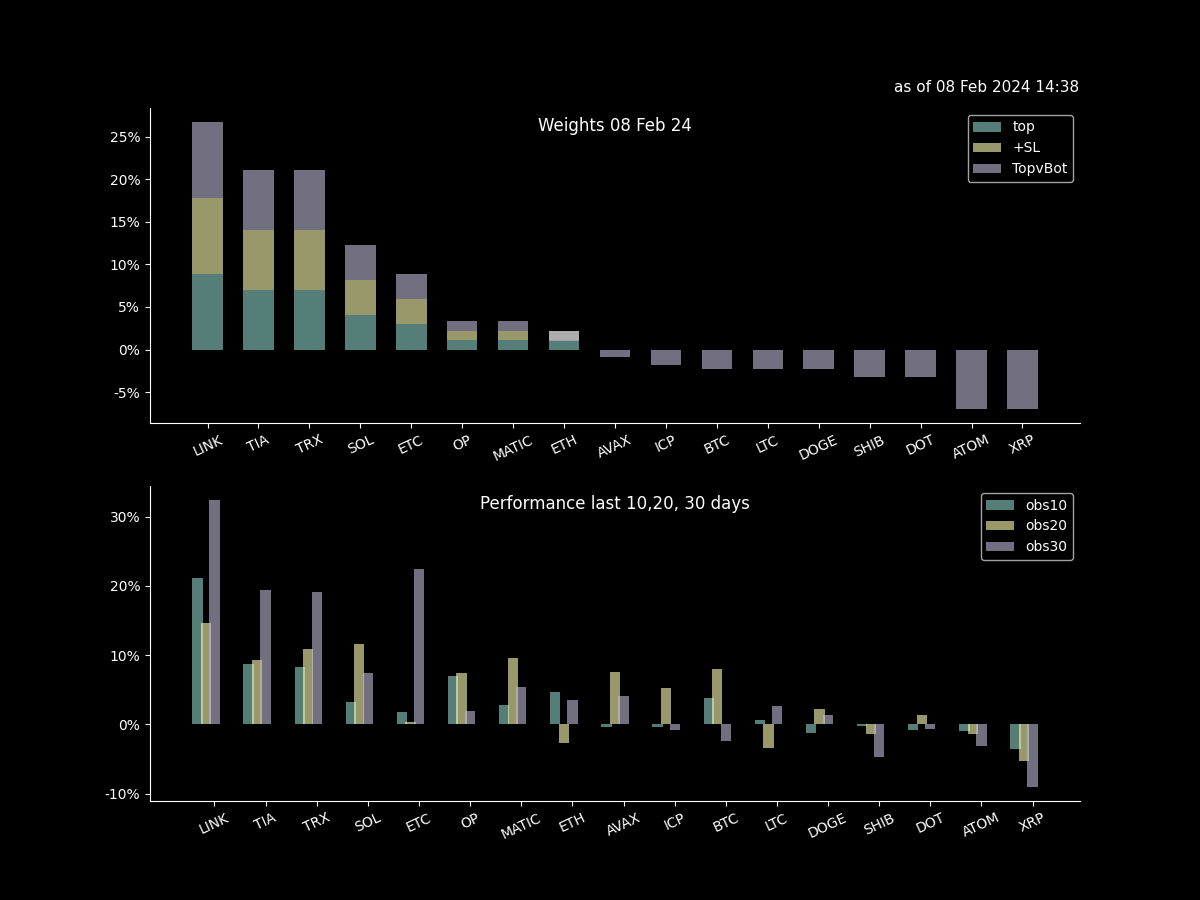 as of 08 Feb 2024 14:38
Weights 08 Feb 24
top
+SL
TopvBot
25%
20%
15%
10%
5%
0%
-5%
LINK TIA TRX SOL ETC OP MATIC ETH AVAX ICP BTC LTC DOGE SHIB DOT ATOM XRP
Performance last 10,20, 30 days
obs10
obs20
obs30
30%
20%
10%
0%
-10%
LINK TIA TRX SOL ETC OP MATIC ETH AVAX ICP BTC LTC DOGE SHIB DOT ATOM XRP